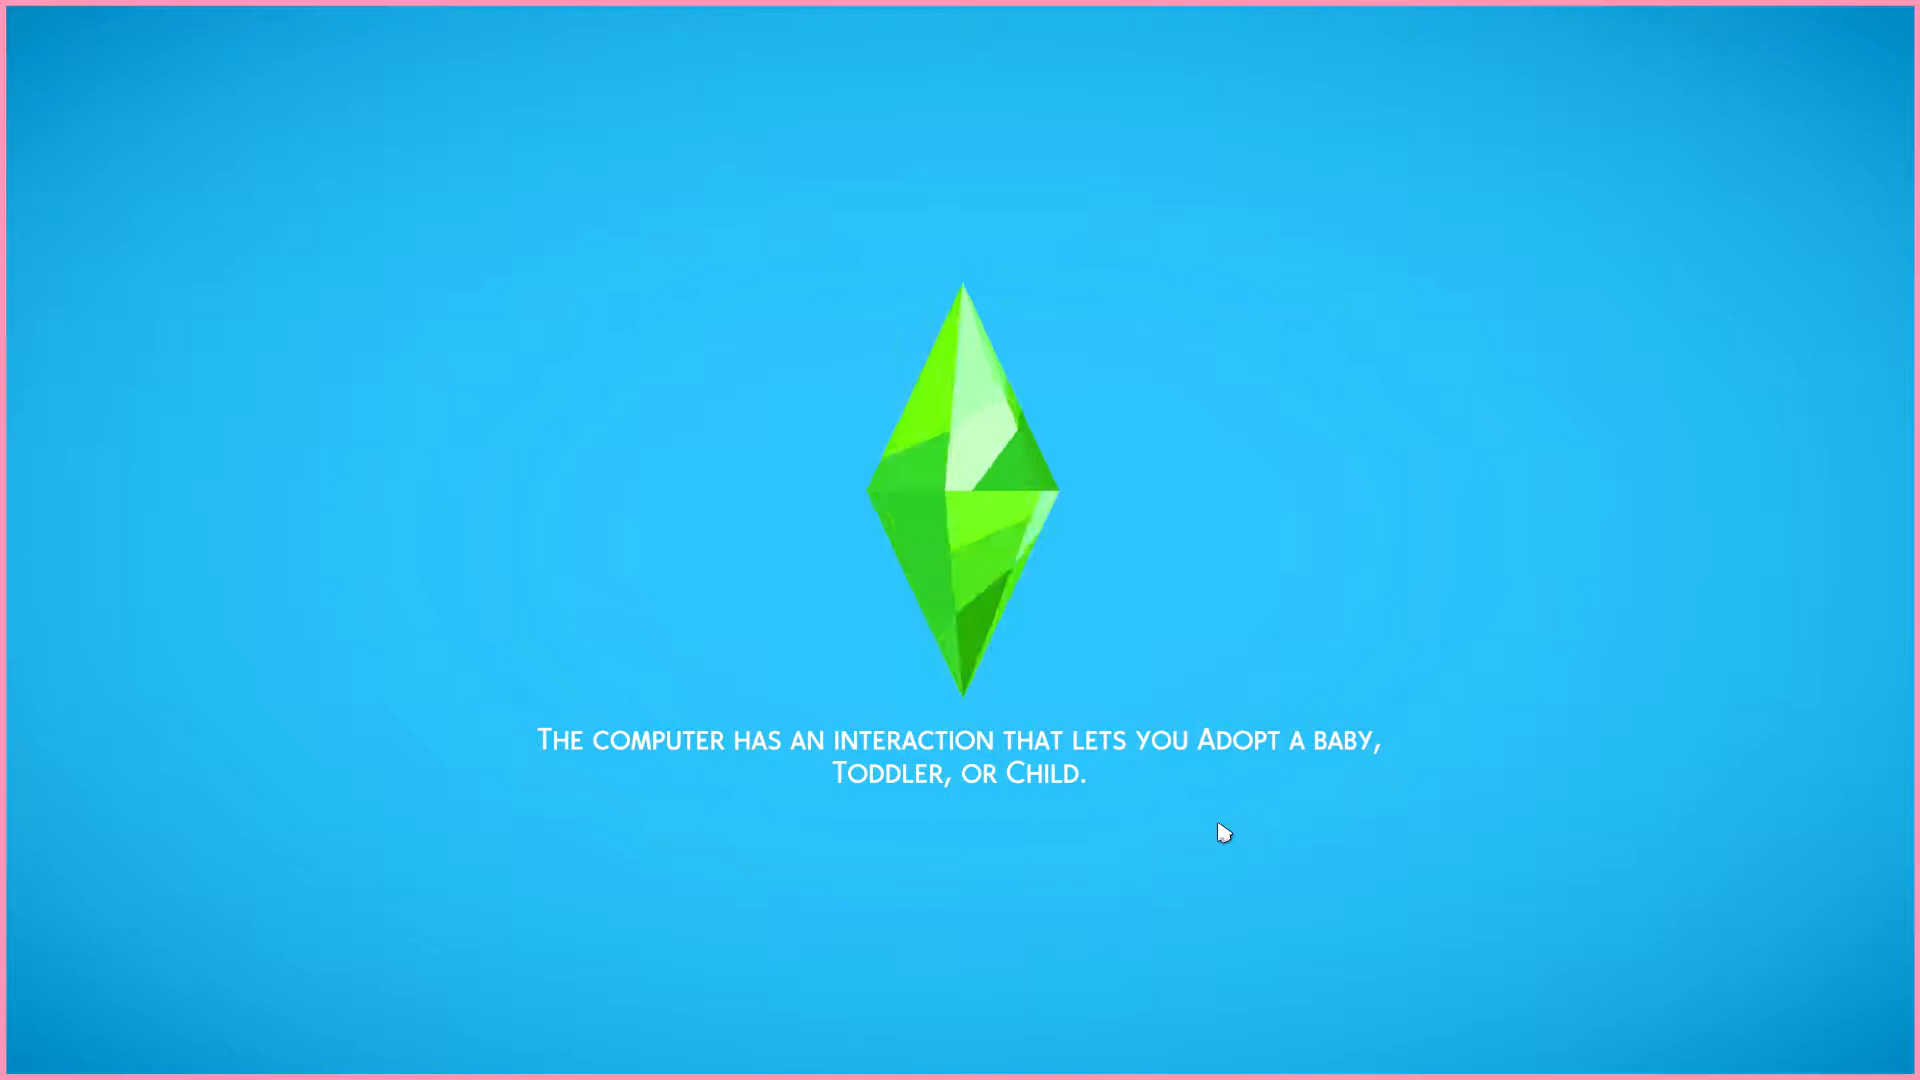 The computer has an interaction that lets you Adopt a baby,
Toddler, or Child.